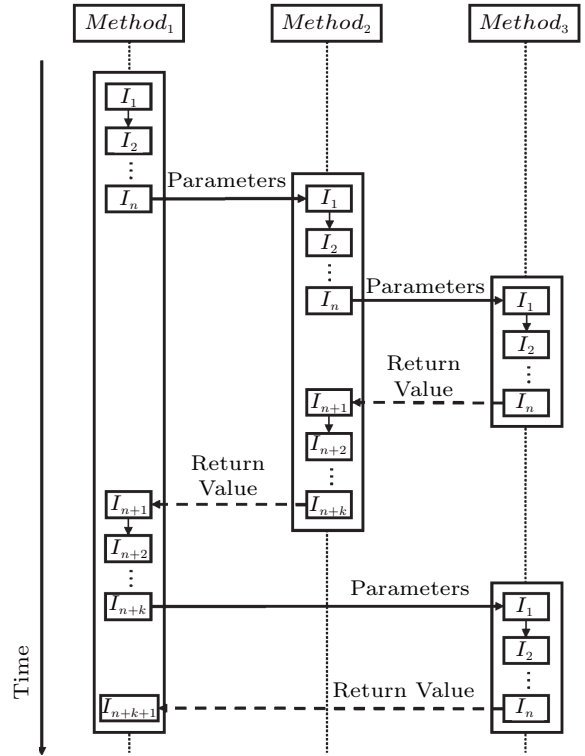 Method₁ Method₂ Method₃
I₁
I₂
Iₙ Parameters I₁
I₂
Iₙ Parameters I₁
I₂
Return
Value
Iₙ₊₁ Iₙ
Iₙ₊₂
Return
Value
Iₙ₊₁ Iₙ₊ₖ
Iₙ₊₂
Iₙ₊ₖ Parameters I₁
I₂
Iₙ₊ₖ₊₁ Return Value Iₙ
Time